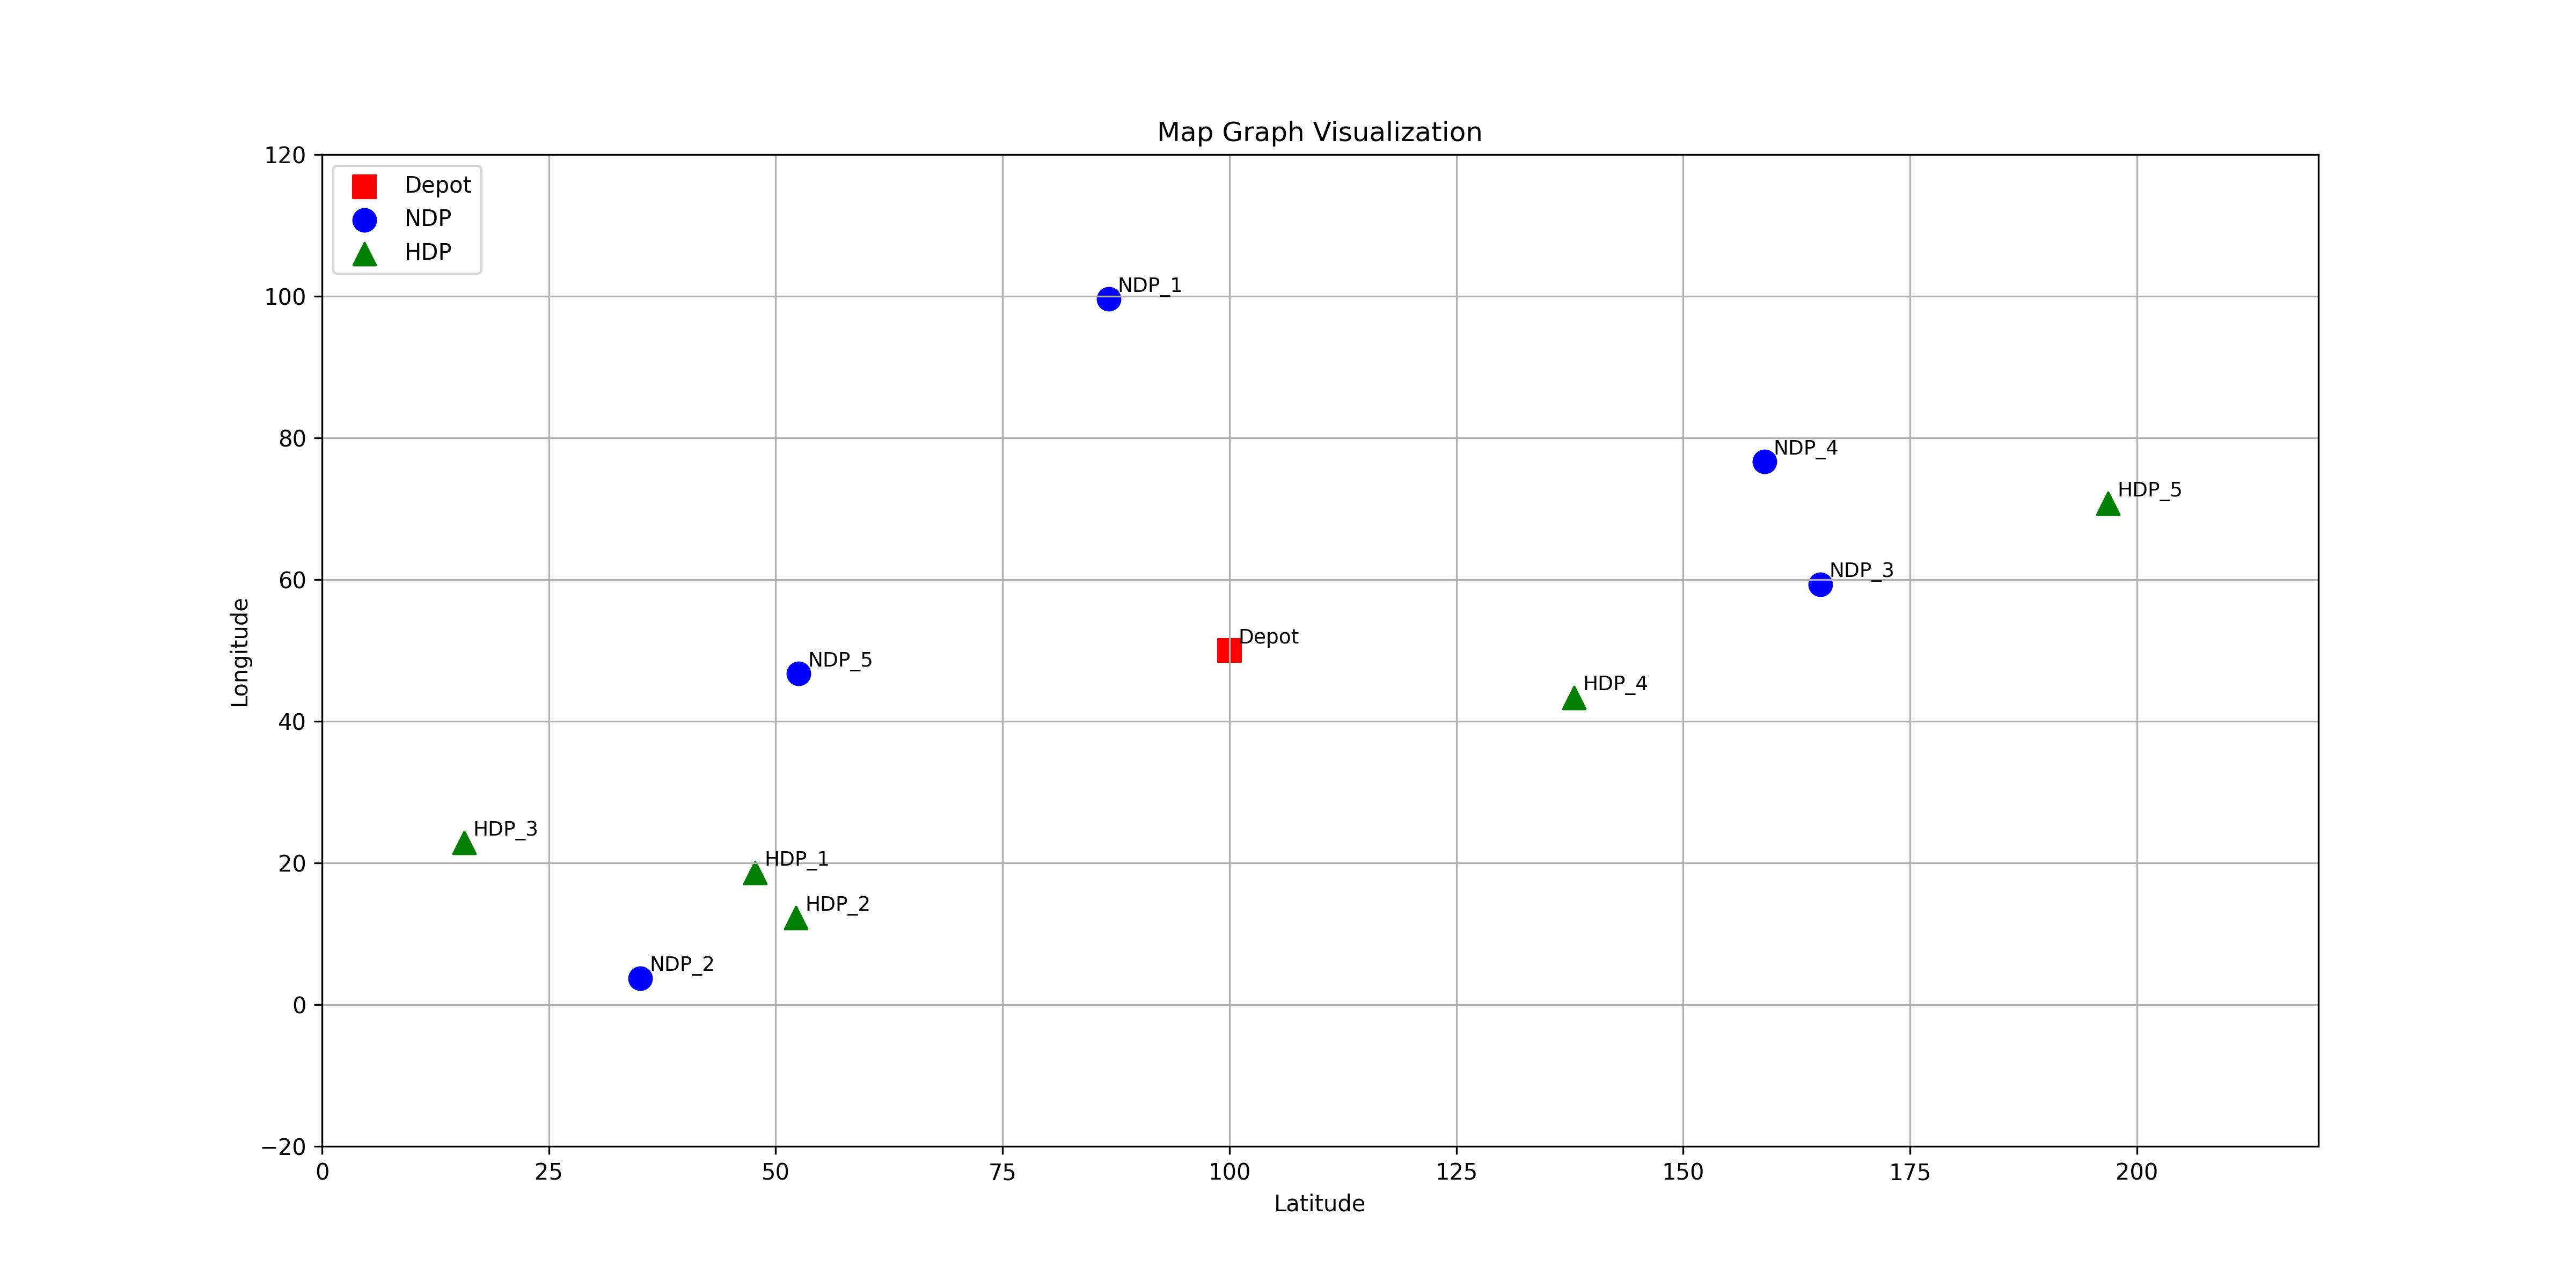 Map Graph Visualization
120
100
80
60
40
20
0
−20
Longitude
Depot
NDP
HDP
NDP_1
NDP_4
HDP_5
NDP_3
Depot
NDP_5
HDP_4
HDP_3
HDP_1
HDP_2
NDP_2
0 25 50 75 100 125 150 175 200
Latitude